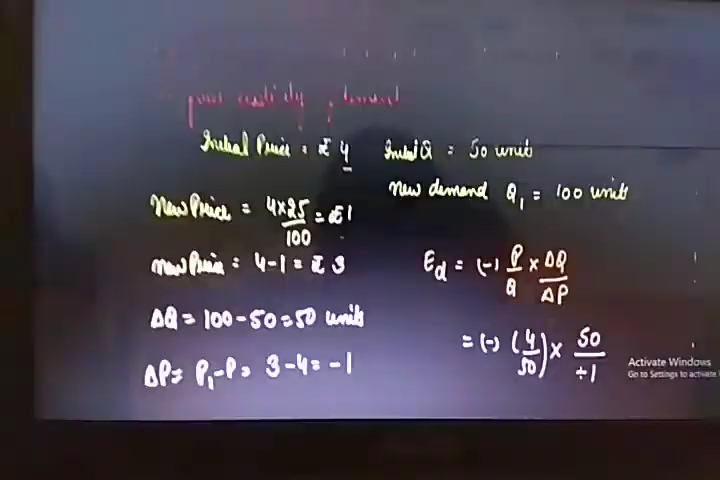 demand
Initial Price = ₹ 4
Initial Q = 50 units
New demand Q₁ = 100 units
New Price = 4×25/100 = ₹1
new Price = 4-1 = ₹ 3
ΔQ = 100-50 = 50 units
ΔP = P₁-P = 3-4 = -1
Ed = (-) P/Q × ΔQ/ΔP
= (-) (4/50) × 50/÷1
Activate Windows
Go to Settings to activate